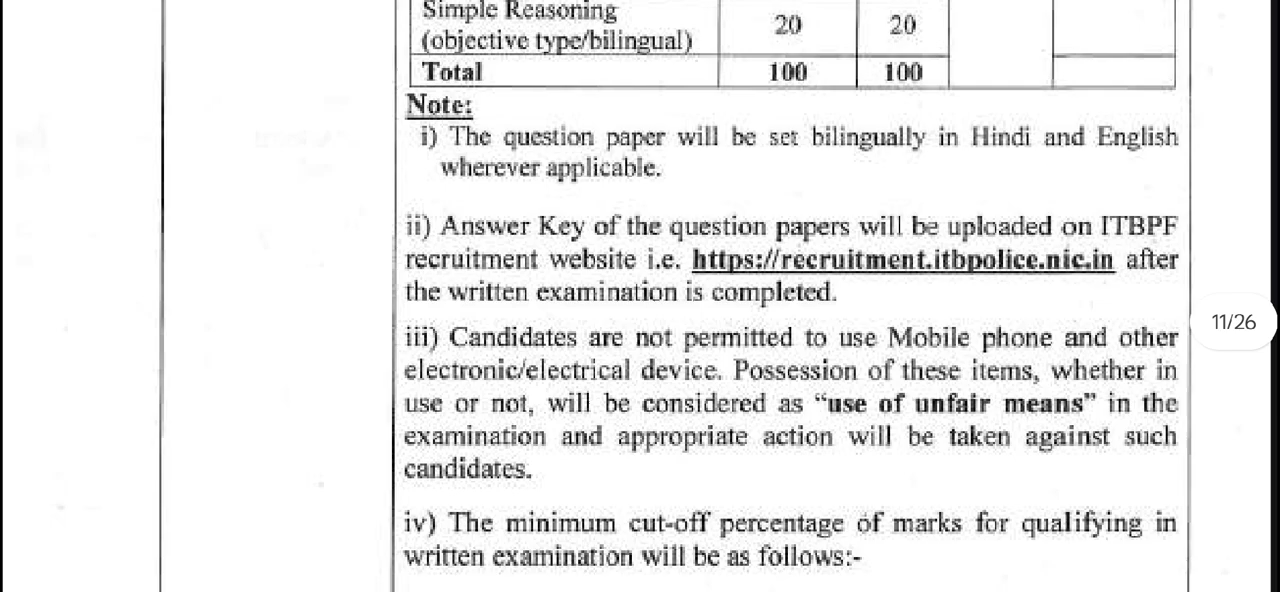 Simple Reasoning
(objective type/bilingual)
20
20
Total
100
100
Note:
i) The question paper will be set bilingually in Hindi and English
wherever applicable.
ii) Answer Key of the question papers will be uploaded on ITBPF
recruitment website i.e. https://recruitment.itbpolice.nic.in after
the written examination is completed.
iii) Candidates are not permitted to use Mobile phone and other
electronic/electrical device. Possession of these items, whether in
use or not, will be considered as “use of unfair means” in the
examination and appropriate action will be taken against such
candidates.
iv) The minimum cut-off percentage of marks for qualifying in
written examination will be as follows:-
11/26